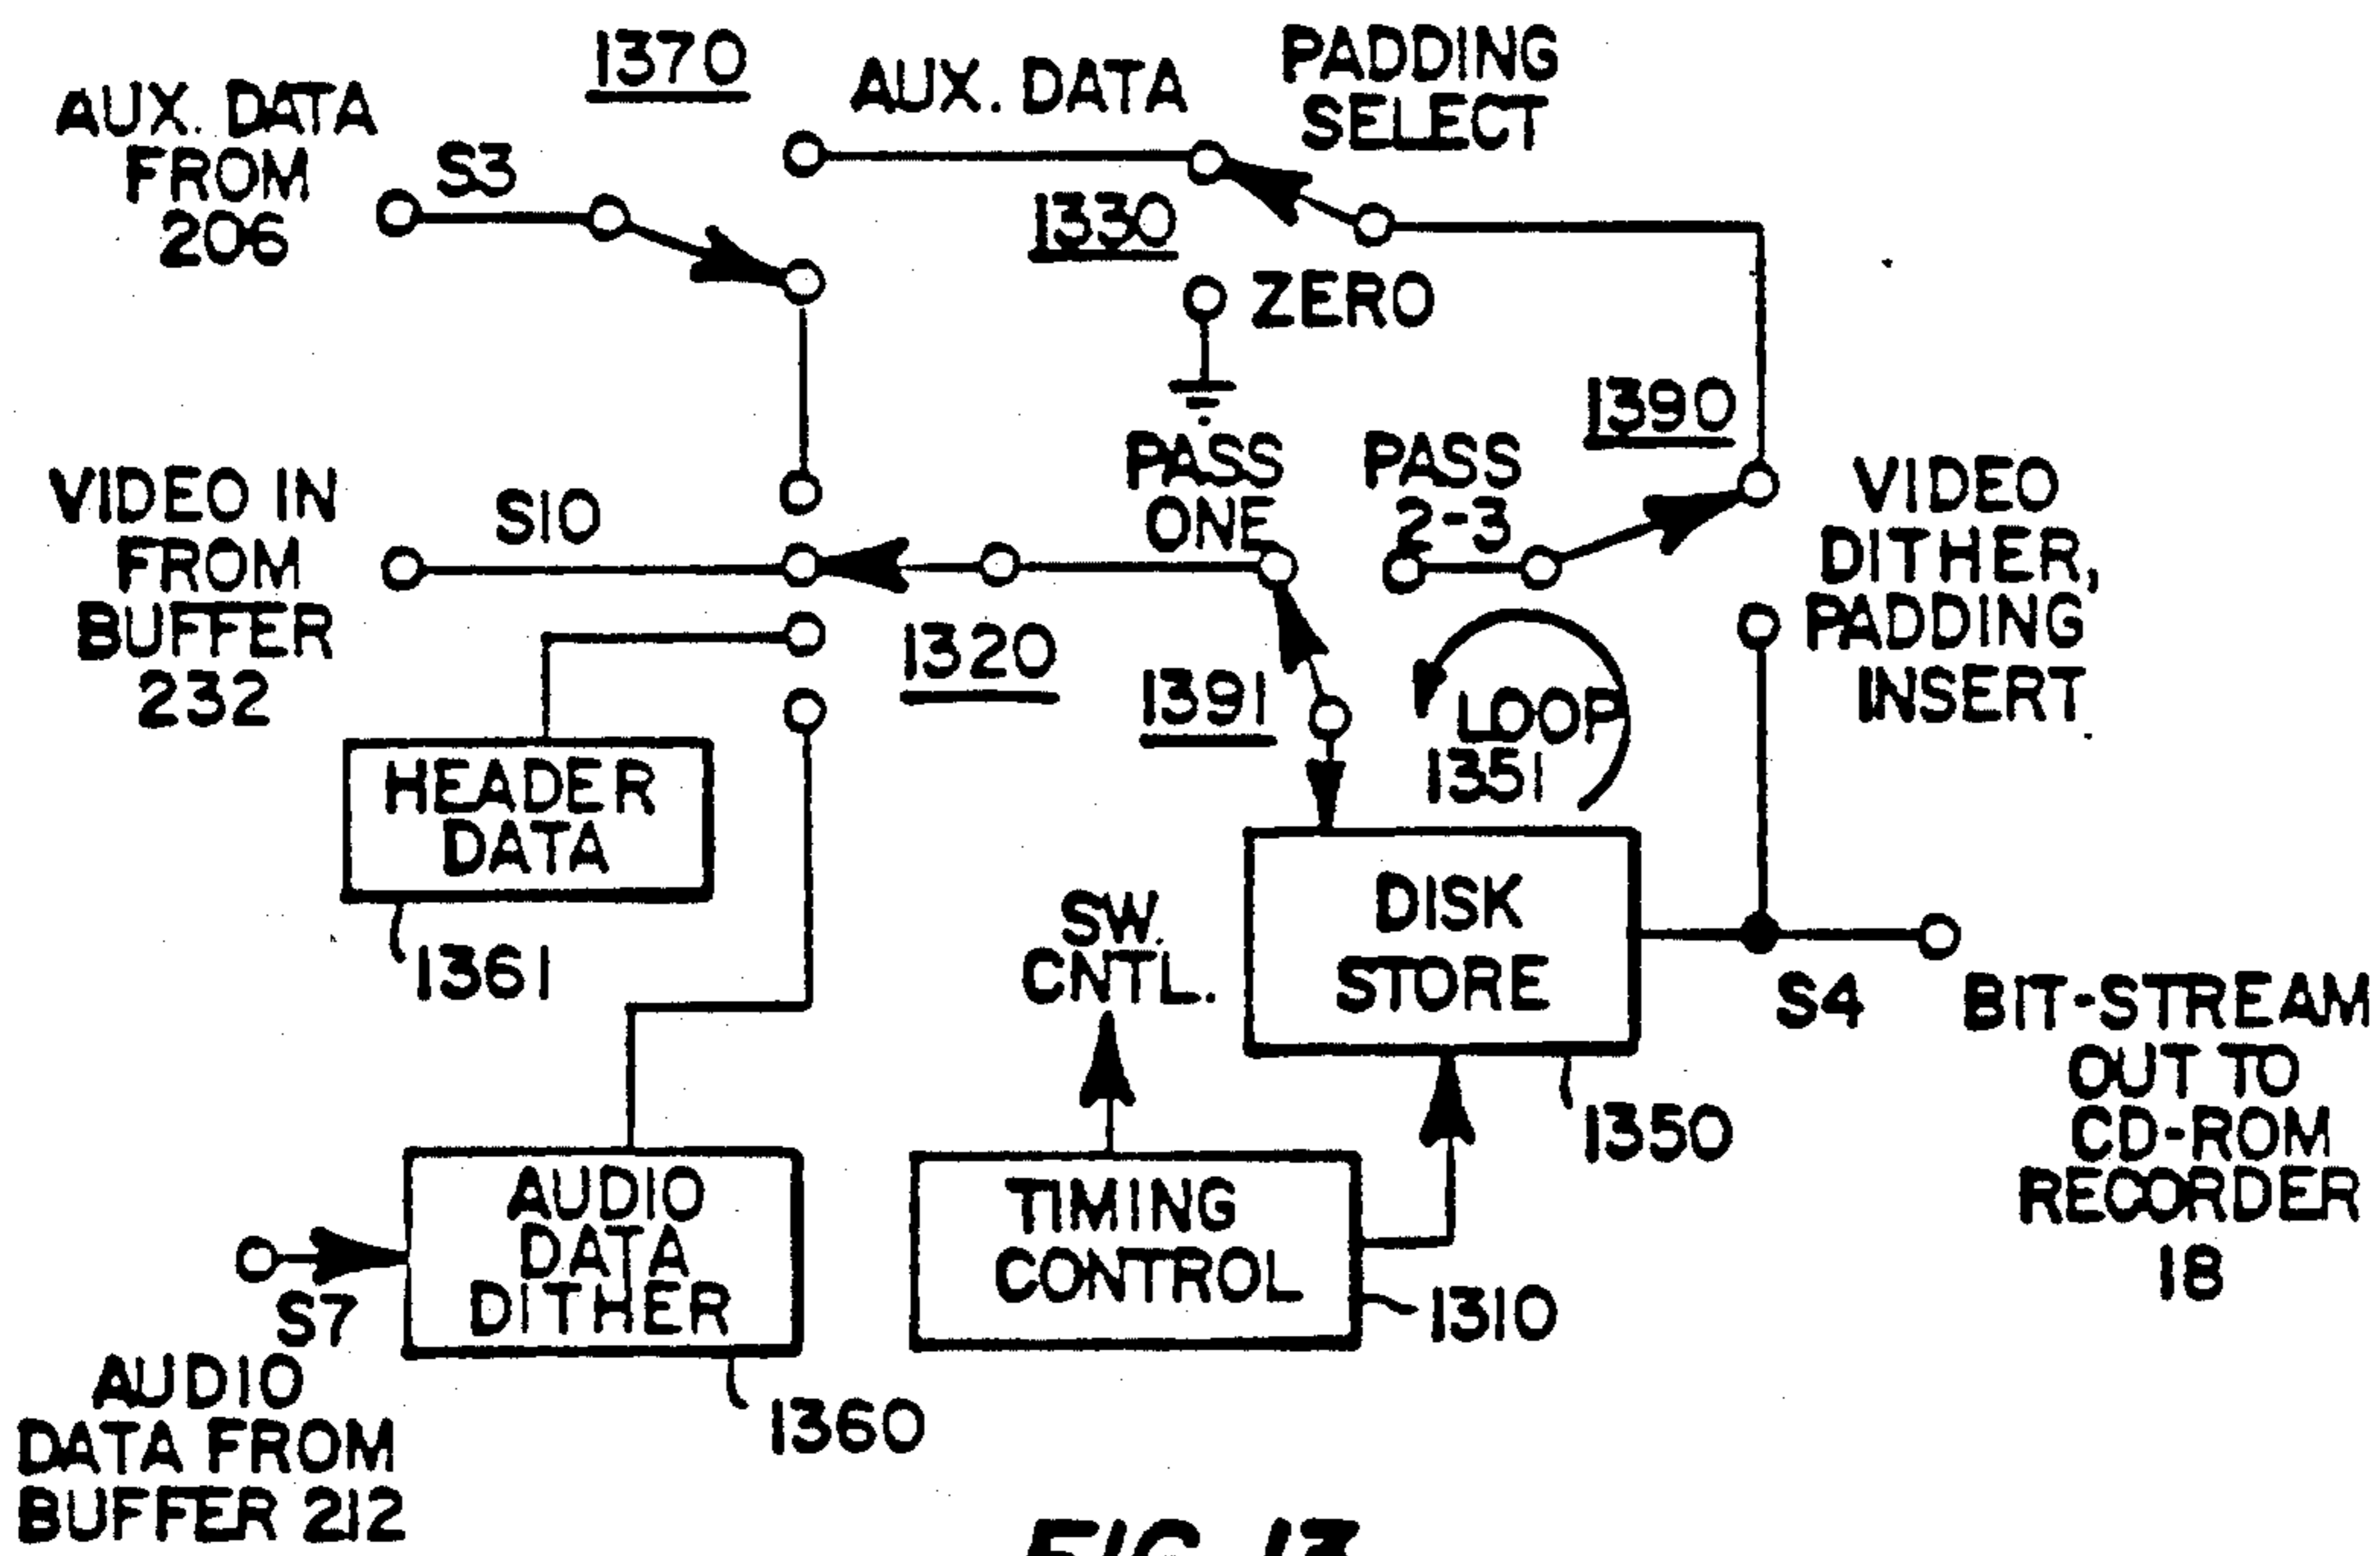 1370
AUX. DATA
FROM
206
S3
AUX. DATA
PADDING
SELECT
1330
ZERO
1390
VIDEO IN
FROM
BUFFER
232
S10
PASS
ONE
PASS
2-3
VIDEO
DITHER,
PADDING
INSERT
1320
1391
LOOP
1351
HEADER
DATA
1361
SW.
CNTL.
DISK
STORE
1350
S4
BIT-STREAM
OUT TO
CD-ROM
RECORDER
18
AUDIO
DATA
DITHER
1360
S7
AUDIO
DATA FROM
BUFFER 212
TIMING
CONTROL
1310
FIG. 13